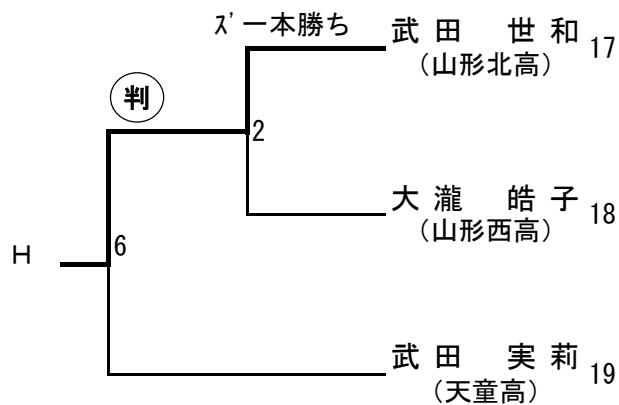 ズ一本勝ち
武田 世和 17
(山形北高)
判
2
大瀧 皓子 18
(山形西高)
6
H
武田 実莉 19
(天童高)